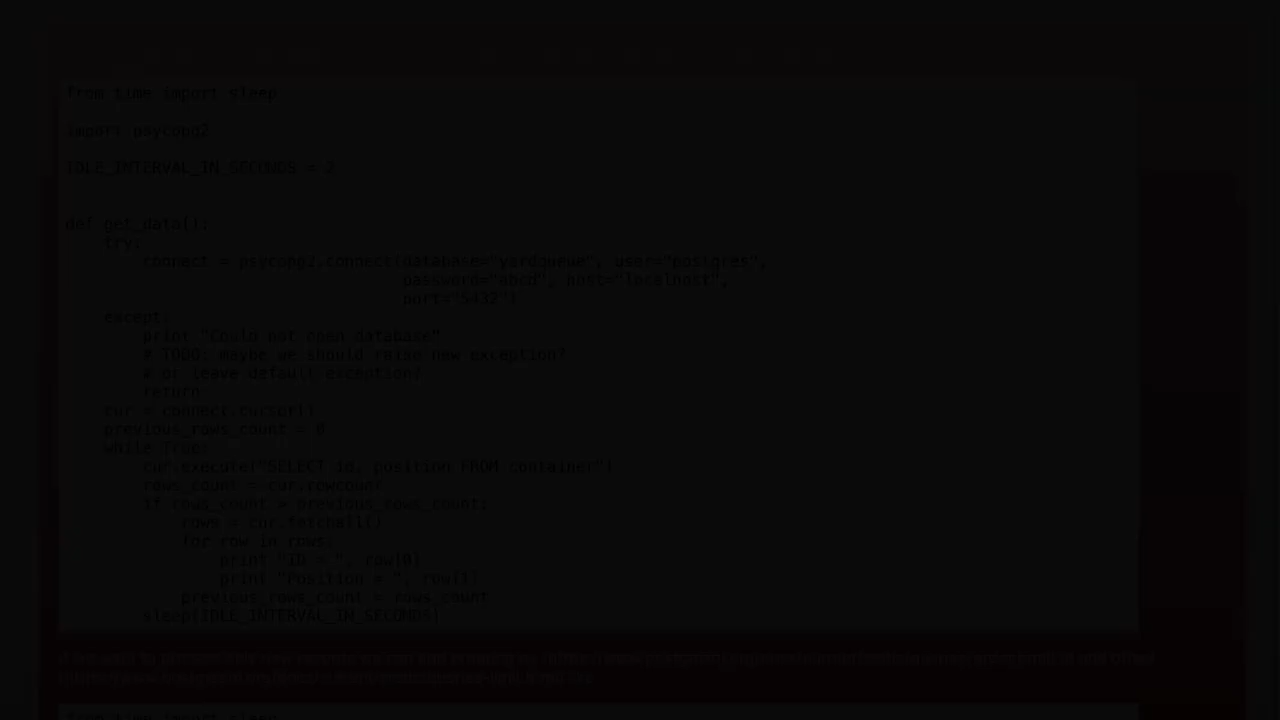 from time import sleep
import psycopg2
IDLE_INTERVAL_IN_SECONDS = 2
def get_data():
    try:
        connect = psycopg2.connect(database="yardqueue", user="postgres",
                                   password="abcd", host="localhost",
                                   port="5432")
    except:
        print "Could not open database"
        # TODO: maybe we should raise new exception?
        # or leave default exception?
        return
    cur = connect.cursor()
    previous_rows_count = 0
    while True:
        cur.execute("SELECT id, position FROM container")
        rows_count = cur.rowcount
        if rows_count > previous_rows_count:
            rows = cur.fetchall()
            for row in rows:
                print "ID = ", row[0]
                print "Position = ", row[1]
            previous_rows_count = rows_count
        sleep(IDLE_INTERVAL_IN_SECONDS)
from time import sleep